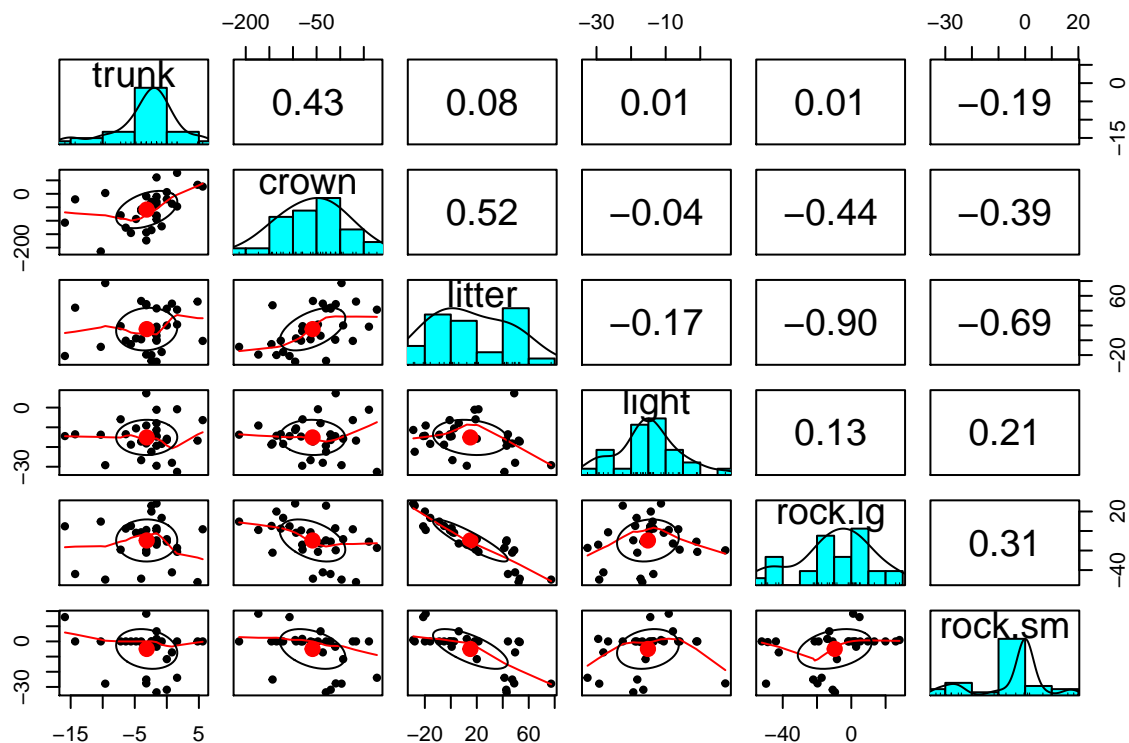 −200 −50 −30 −10 −30 0 20
trunk 0.43 0.08 0.01 0.01 −0.19 −15 0
−200 0 crown 0.52 −0.04 −0.44 −0.39
litter −0.17 −0.90 −0.69 −20 60
−30 0 light 0.13 0.21
rock.lg 0.31 −40 20
−30 0 rock.sm
−15 −5 5 −20 20 60 −40 0